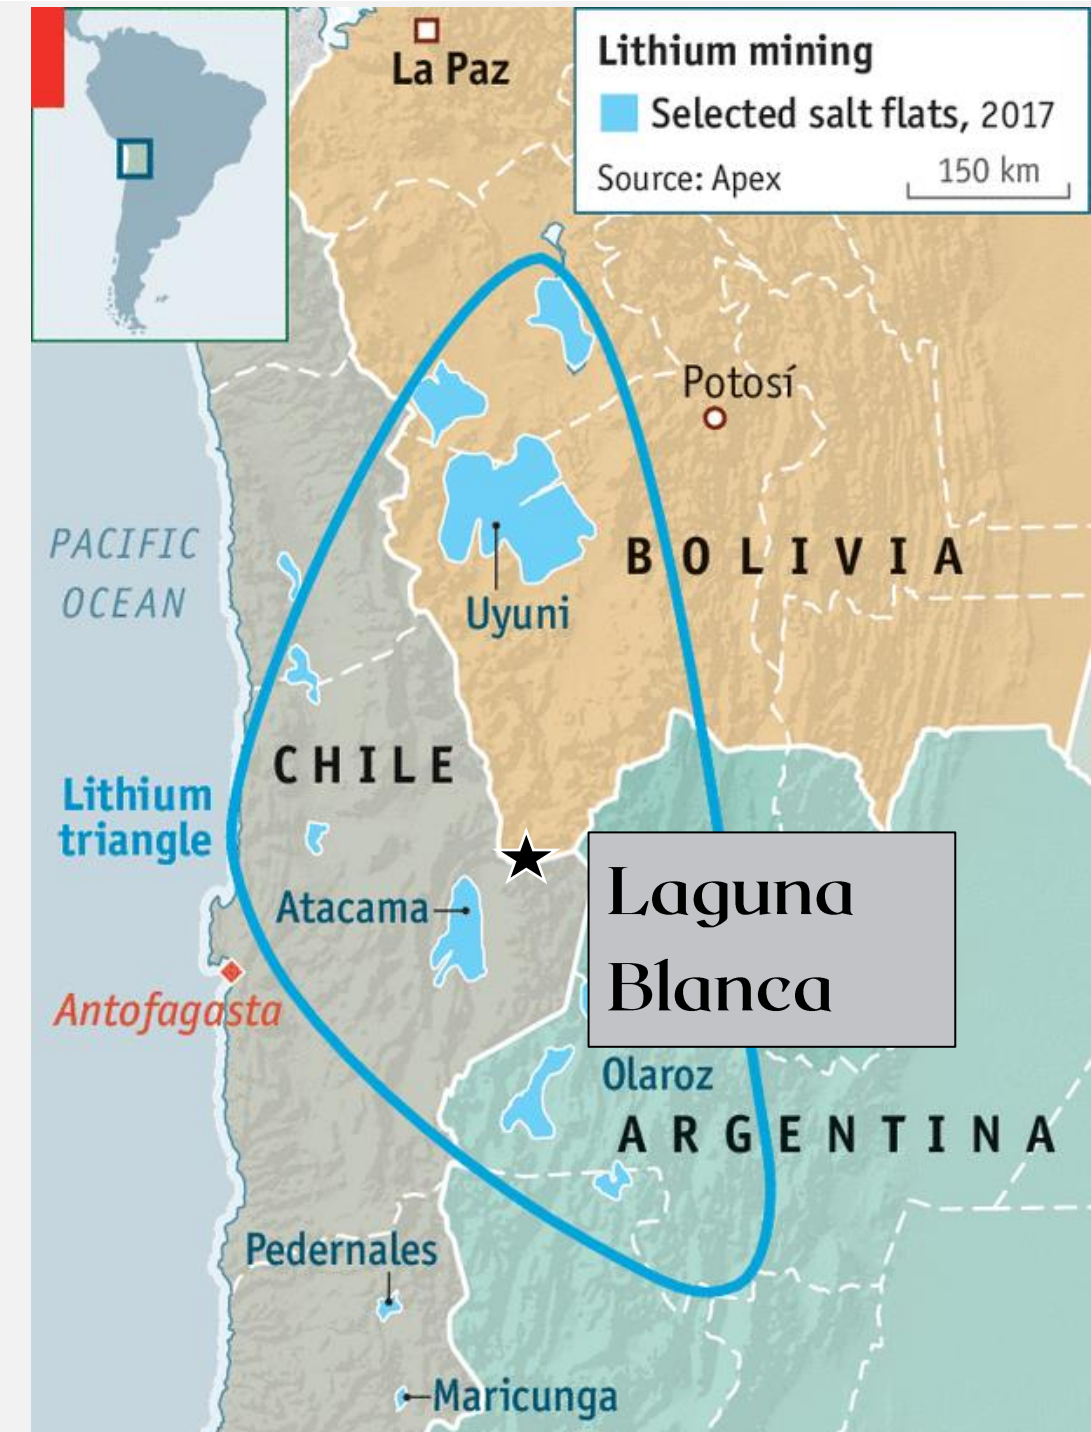 La Paz
Lithium mining
Selected salt flats, 2017
Source: Apex
150 km
Potosí
PACIFIC
OCEAN
BOLIVIA
Uyuni
CHILE
Lithium
triangle
Laguna
Blanca
Atacama
Antofagasta
Olaroz
ARGENTINA
Pedernales
Maricunga